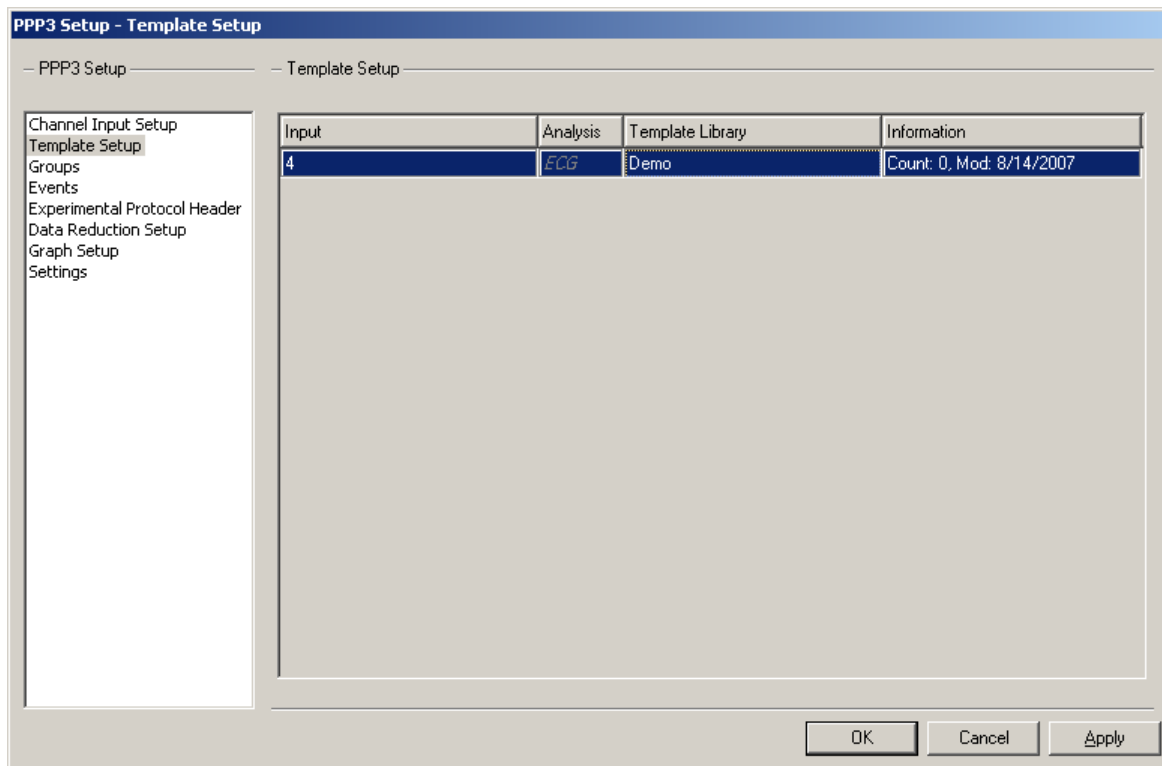 PPP3 Setup - Template Setup
PPP3 Setup
Channel Input Setup
Template Setup
Groups
Events
Experimental Protocol Header
Data Reduction Setup
Graph Setup
Settings
Template Setup
Input Analysis Template Library Information
4 ECG Demo Count: 0, Mod: 8/14/2007
OK Cancel Apply